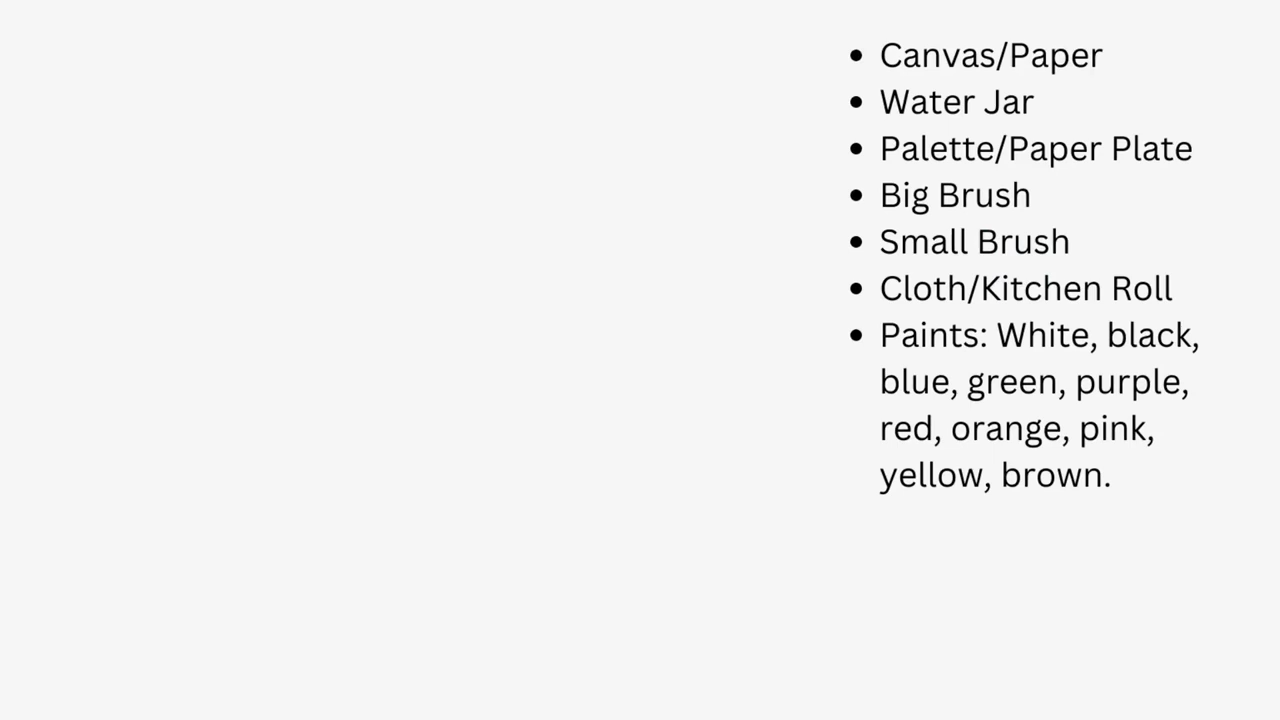 • Canvas/Paper
• Water Jar
• Palette/Paper Plate
• Big Brush
• Small Brush
• Cloth/Kitchen Roll
• Paints: White, black,
blue, green, purple,
red, orange, pink,
yellow, brown.